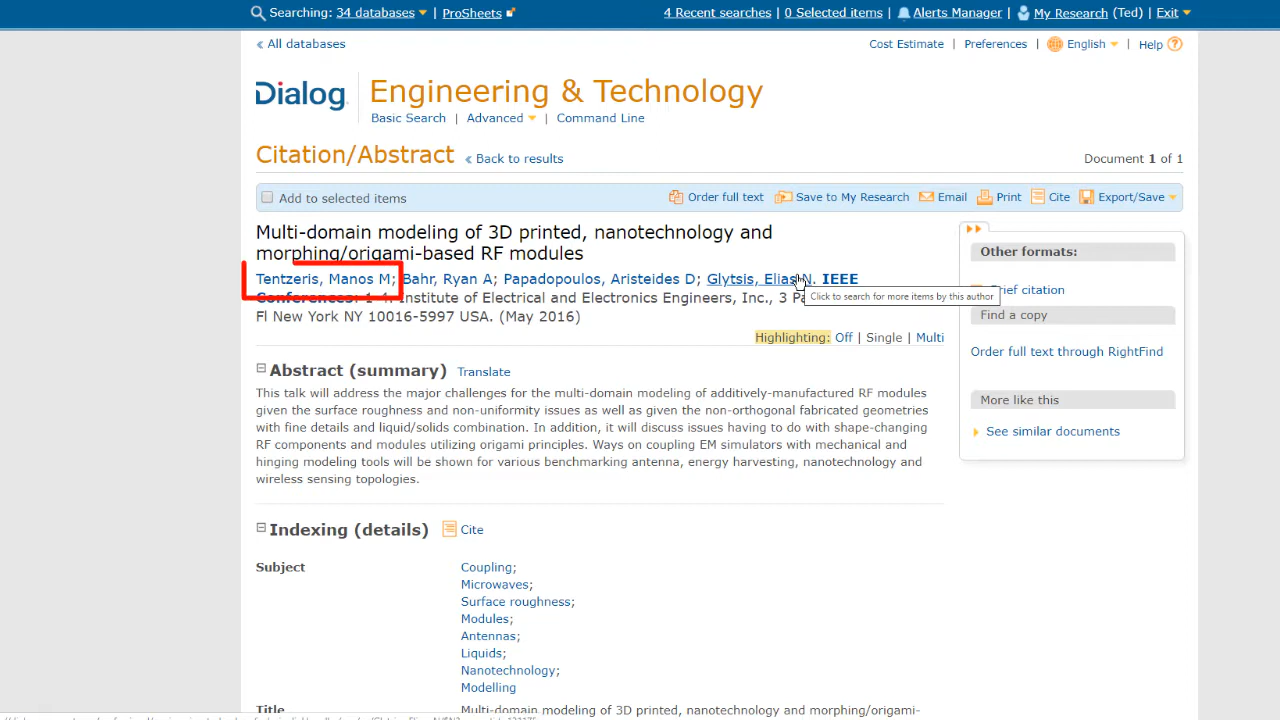 Searching: 34 databases | ProSheets
4 Recent searches | 0 Selected items | Alerts Manager | My Research (Ted) | Exit
« All databases
Cost Estimate | Preferences | English | Help ?
Dialog
Engineering & Technology
Basic Search | Advanced | Command Line
Citation/Abstract « Back to results
Document 1 of 1
Add to selected items
Order full text Save to My Research Email Print Cite Export/Save
Multi-domain modeling of 3D printed, nanotechnology and
morphing/origami-based RF modules
Tentzeris, Manos M; Bahr, Ryan A; Papadopoulos, Aristeides D; Glytsis, Elias N. IEEE
Conferences: 1-4. Institute of Electrical and Electronics Engineers, Inc., 3 Pa
Fl New York NY 10016-5997 USA. (May 2016)
Click to search for more items by this author
Highlighting: Off | Single | Multi
Abstract (summary) Translate
This talk will address the major challenges for the multi-domain modeling of additively-manufactured RF modules
given the surface roughness and non-uniformity issues as well as given the non-orthogonal fabricated geometries
with fine details and liquid/solids combination. In addition, it will discuss issues having to do with shape-changing
RF components and modules utilizing origami principles. Ways on coupling EM simulators with mechanical and
hinging modeling tools will be shown for various benchmarking antenna, energy harvesting, nanotechnology and
wireless sensing topologies.
Indexing (details) Cite
Subject
Coupling;
Microwaves;
Surface roughness;
Modules;
Antennas;
Liquids;
Nanotechnology;
Modelling
Title Multi-domain modeling of 3D printed, nanotechnology and morphing/origami-
Other formats:
Brief citation
Find a copy
Order full text through RightFind
More like this
See similar documents